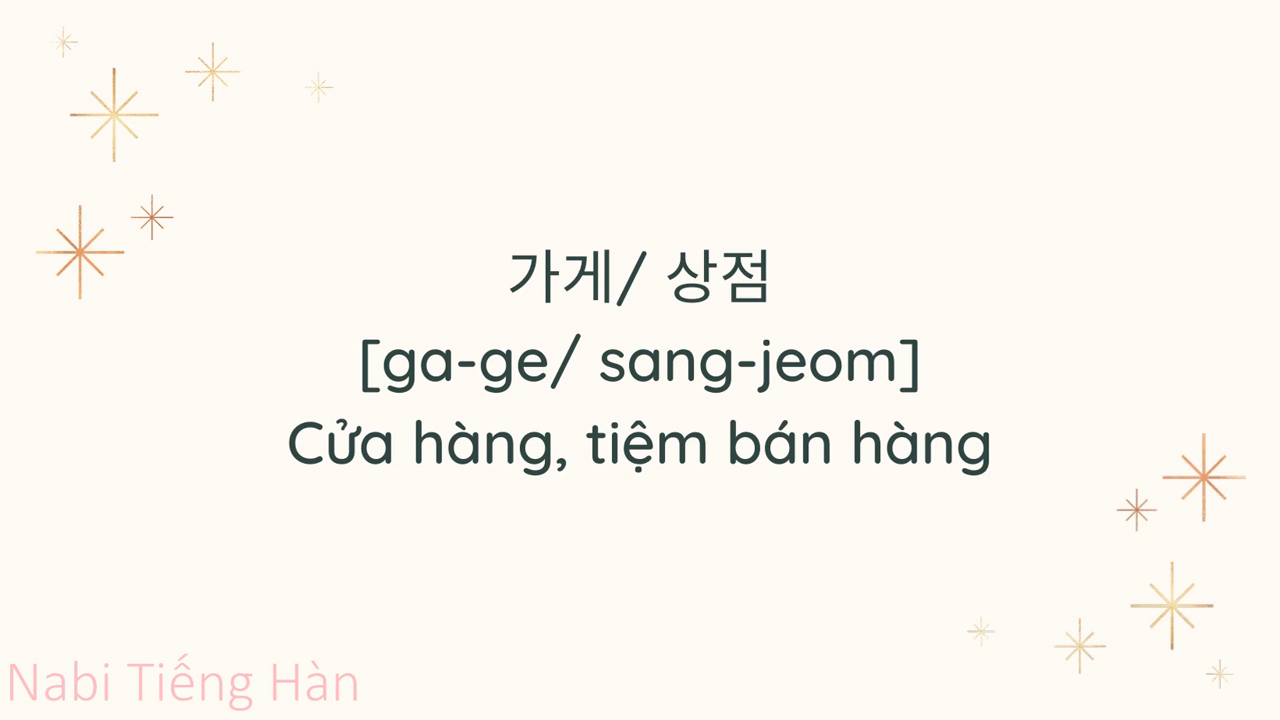 가게/ 상점
[ga-ge/ sang-jeom]
Cửa hàng, tiệm bán hàng
Nabi Tiếng Hàn